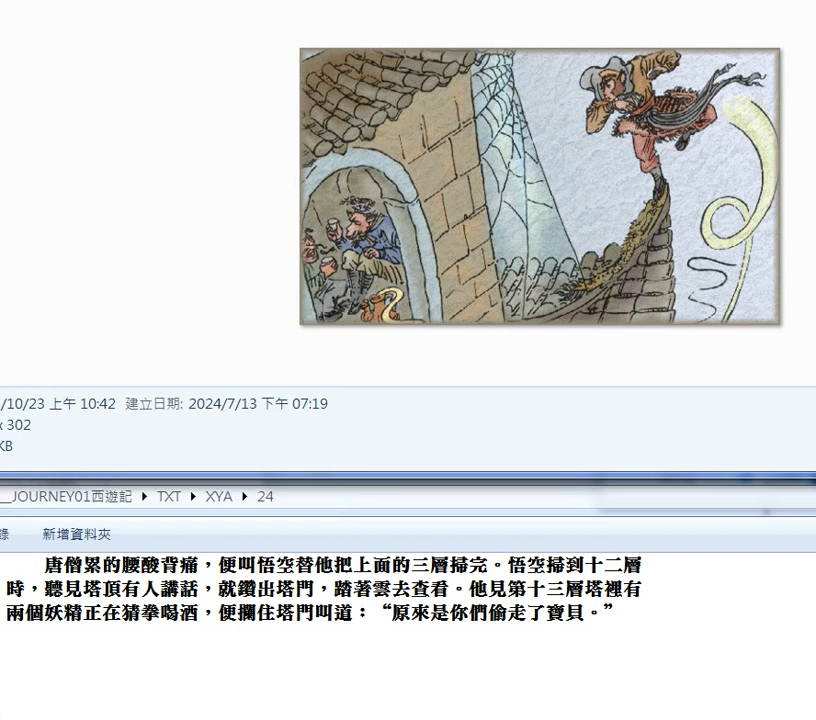 /10/23 上午 10:42 建立日期: 2024/7/13 下午 07:19
x 302
KB
__JOURNEY01西遊記 ▸ TXT ▸ XYA ▸ 24
錄 新增資料夾
唐僧累的腰酸背痛，便叫悟空替他把上面的三層掃完。悟空掃到十二層
時，聽見塔頂有人講話，就鑽出塔門，踏著雲去查看。他見第十三層塔裡有
兩個妖精正在猜拳喝酒，便攔住塔門叫道：“原來是你們偷走了寶貝。”